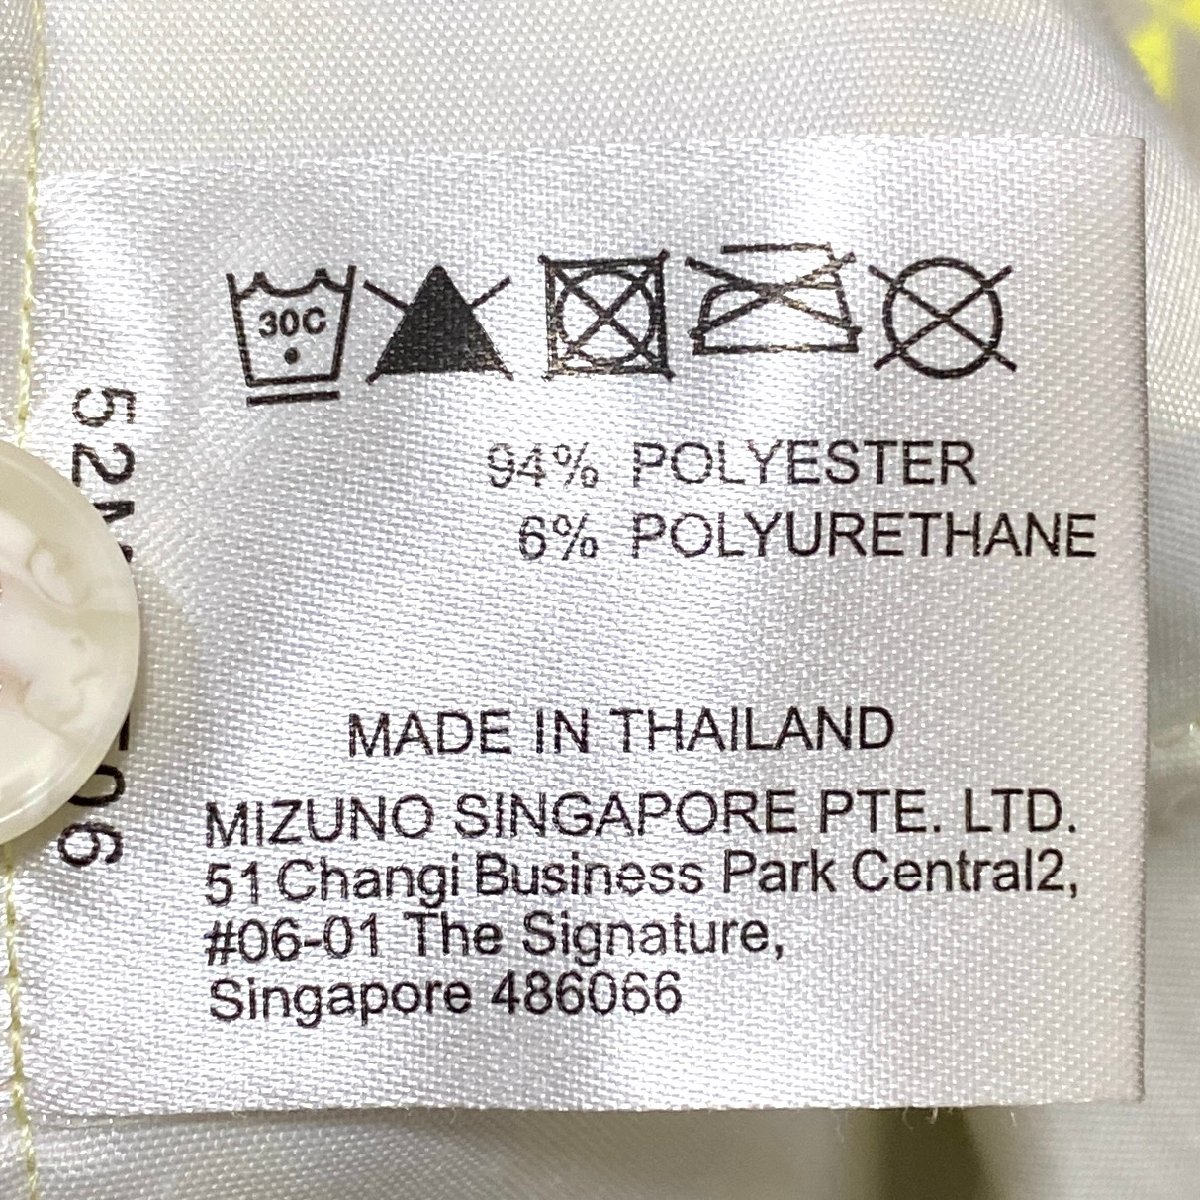 30C
94% POLYESTER
6% POLYURETHANE
MADE IN THAILAND
MIZUNO SINGAPORE PTE. LTD.
51 Changi Business Park Central2,
#06-01 The Signature,
Singapore 486066